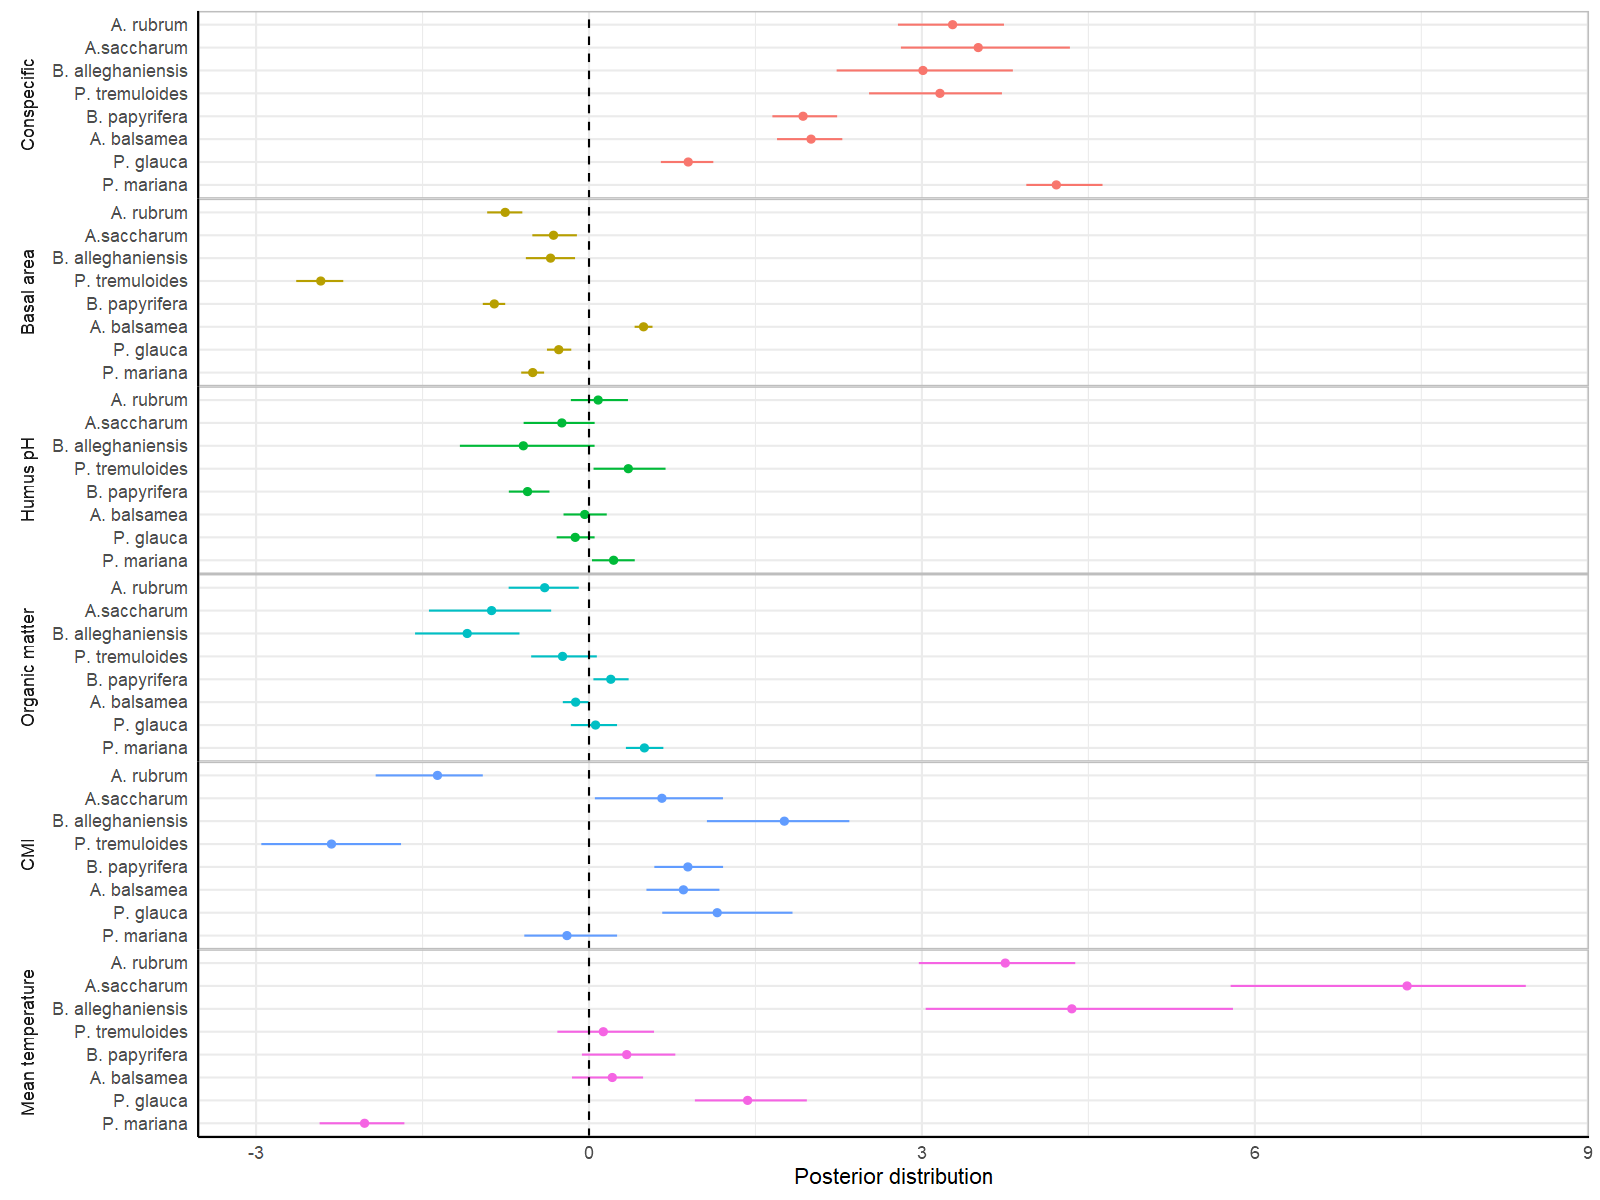 Conspecific
A. rubrum
A.saccharum
B. alleghaniensis
P. tremuloides
B. papyrifera
A. balsamea
P. glauca
P. mariana
Basal area
A. rubrum
A.saccharum
B. alleghaniensis
P. tremuloides
B. papyrifera
A. balsamea
P. glauca
P. mariana
Humus pH
A. rubrum
A.saccharum
B. alleghaniensis
P. tremuloides
B. papyrifera
A. balsamea
P. glauca
P. mariana
Organic matter
A. rubrum
A.saccharum
B. alleghaniensis
P. tremuloides
B. papyrifera
A. balsamea
P. glauca
P. mariana
CMI
A. rubrum
A.saccharum
B. alleghaniensis
P. tremuloides
B. papyrifera
A. balsamea
P. glauca
P. mariana
Mean temperature
A. rubrum
A.saccharum
B. alleghaniensis
P. tremuloides
B. papyrifera
A. balsamea
P. glauca
P. mariana
-3 0 3 6 9
Posterior distribution